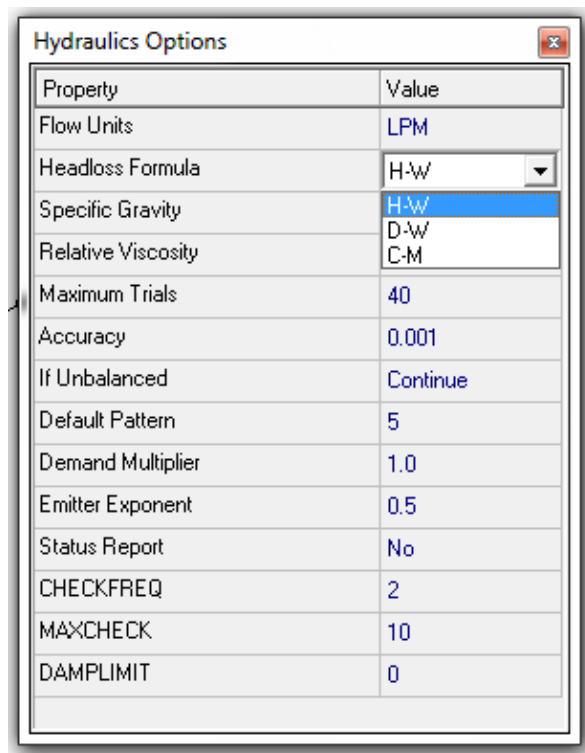 Hydraulics Options
Property Value
Flow Units LPM
Headloss Formula H-W
Specific Gravity H-W
D-W
Relative Viscosity C-M
Maximum Trials 40
Accuracy 0.001
If Unbalanced Continue
Default Pattern 5
Demand Multiplier 1.0
Emitter Exponent 0.5
Status Report No
CHECKFREQ 2
MAXCHECK 10
DAMPLIMIT 0